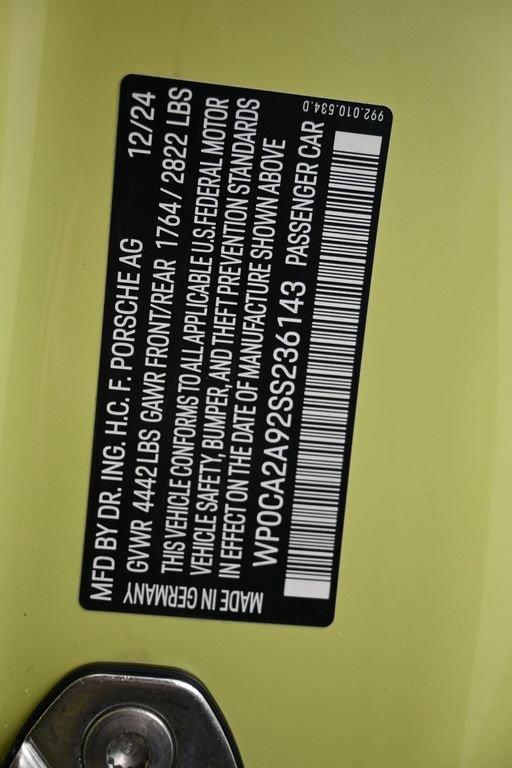 MFD BY DR. ING. H.C. F. PORSCHE AG 12/24
GVWR 4442 LBS GAWR FRONT/REAR 1764 / 2822 LBS
THIS VEHICLE CONFORMS TO ALL APPLICABLE U.S. FEDERAL MOTOR
VEHICLE SAFETY, BUMPER, AND THEFT PREVENTION STANDARDS
IN EFFECT ON THE DATE OF MANUFACTURE SHOWN ABOVE
WP0CA2A92SS236143 PASSENGER CAR
MADE IN GERMANY
992.010.534.D